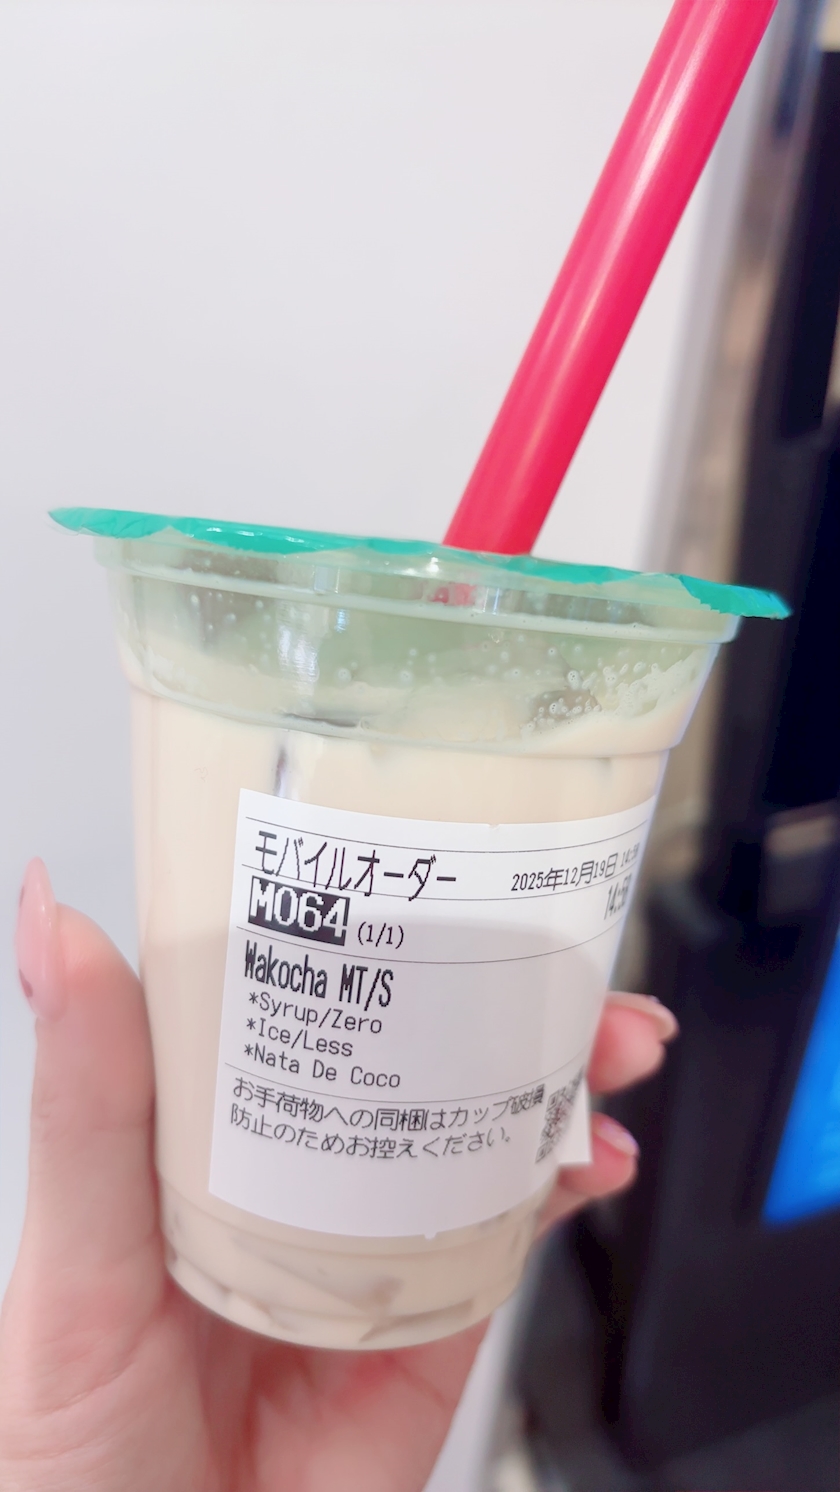 モバイルオーダー 2025年12月19日
MO64 (1/1)
Wakocha MT/S
*Syrup/Zero
*Ice/Less
*Nata De Coco
お手荷物への同梱はカップ破損
防止のためお控えください。